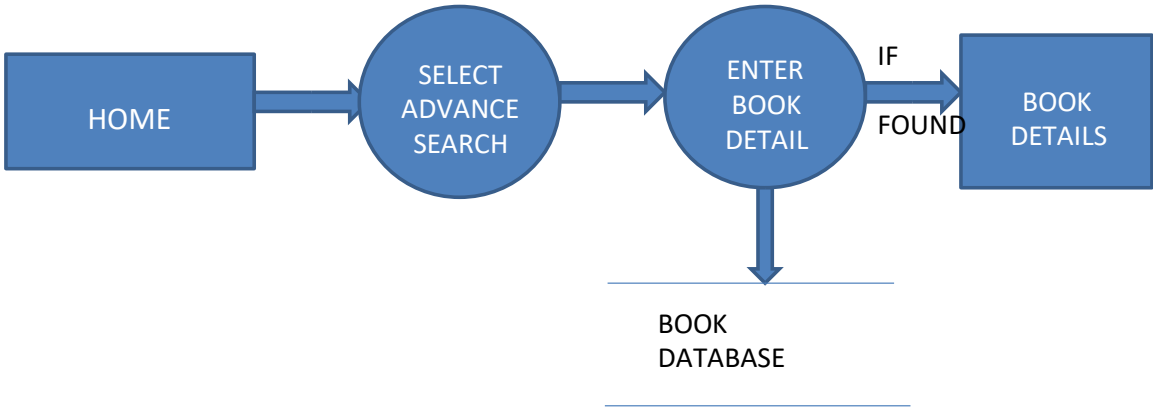 HOME
SELECT
ADVANCE
SEARCH
ENTER
BOOK
DETAIL
IF
FOUND
BOOK
DETAILS
BOOK
DATABASE